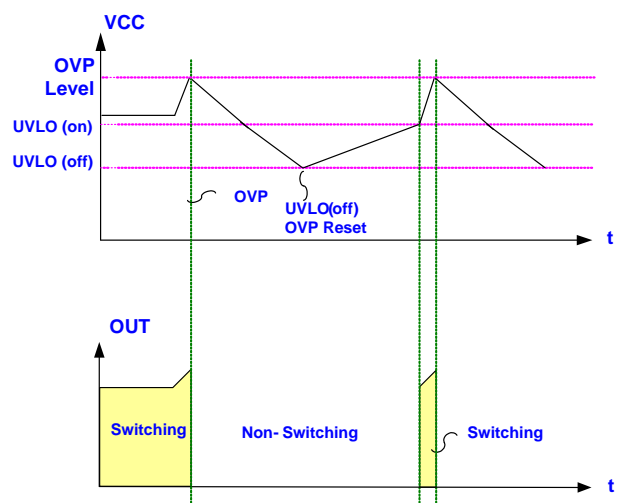 VCC
OVP
Level
UVLO (on)
UVLO (off)
OVP
UVLO(off)
OVP Reset
t
OUT
Switching
Non- Switching
Switching
t